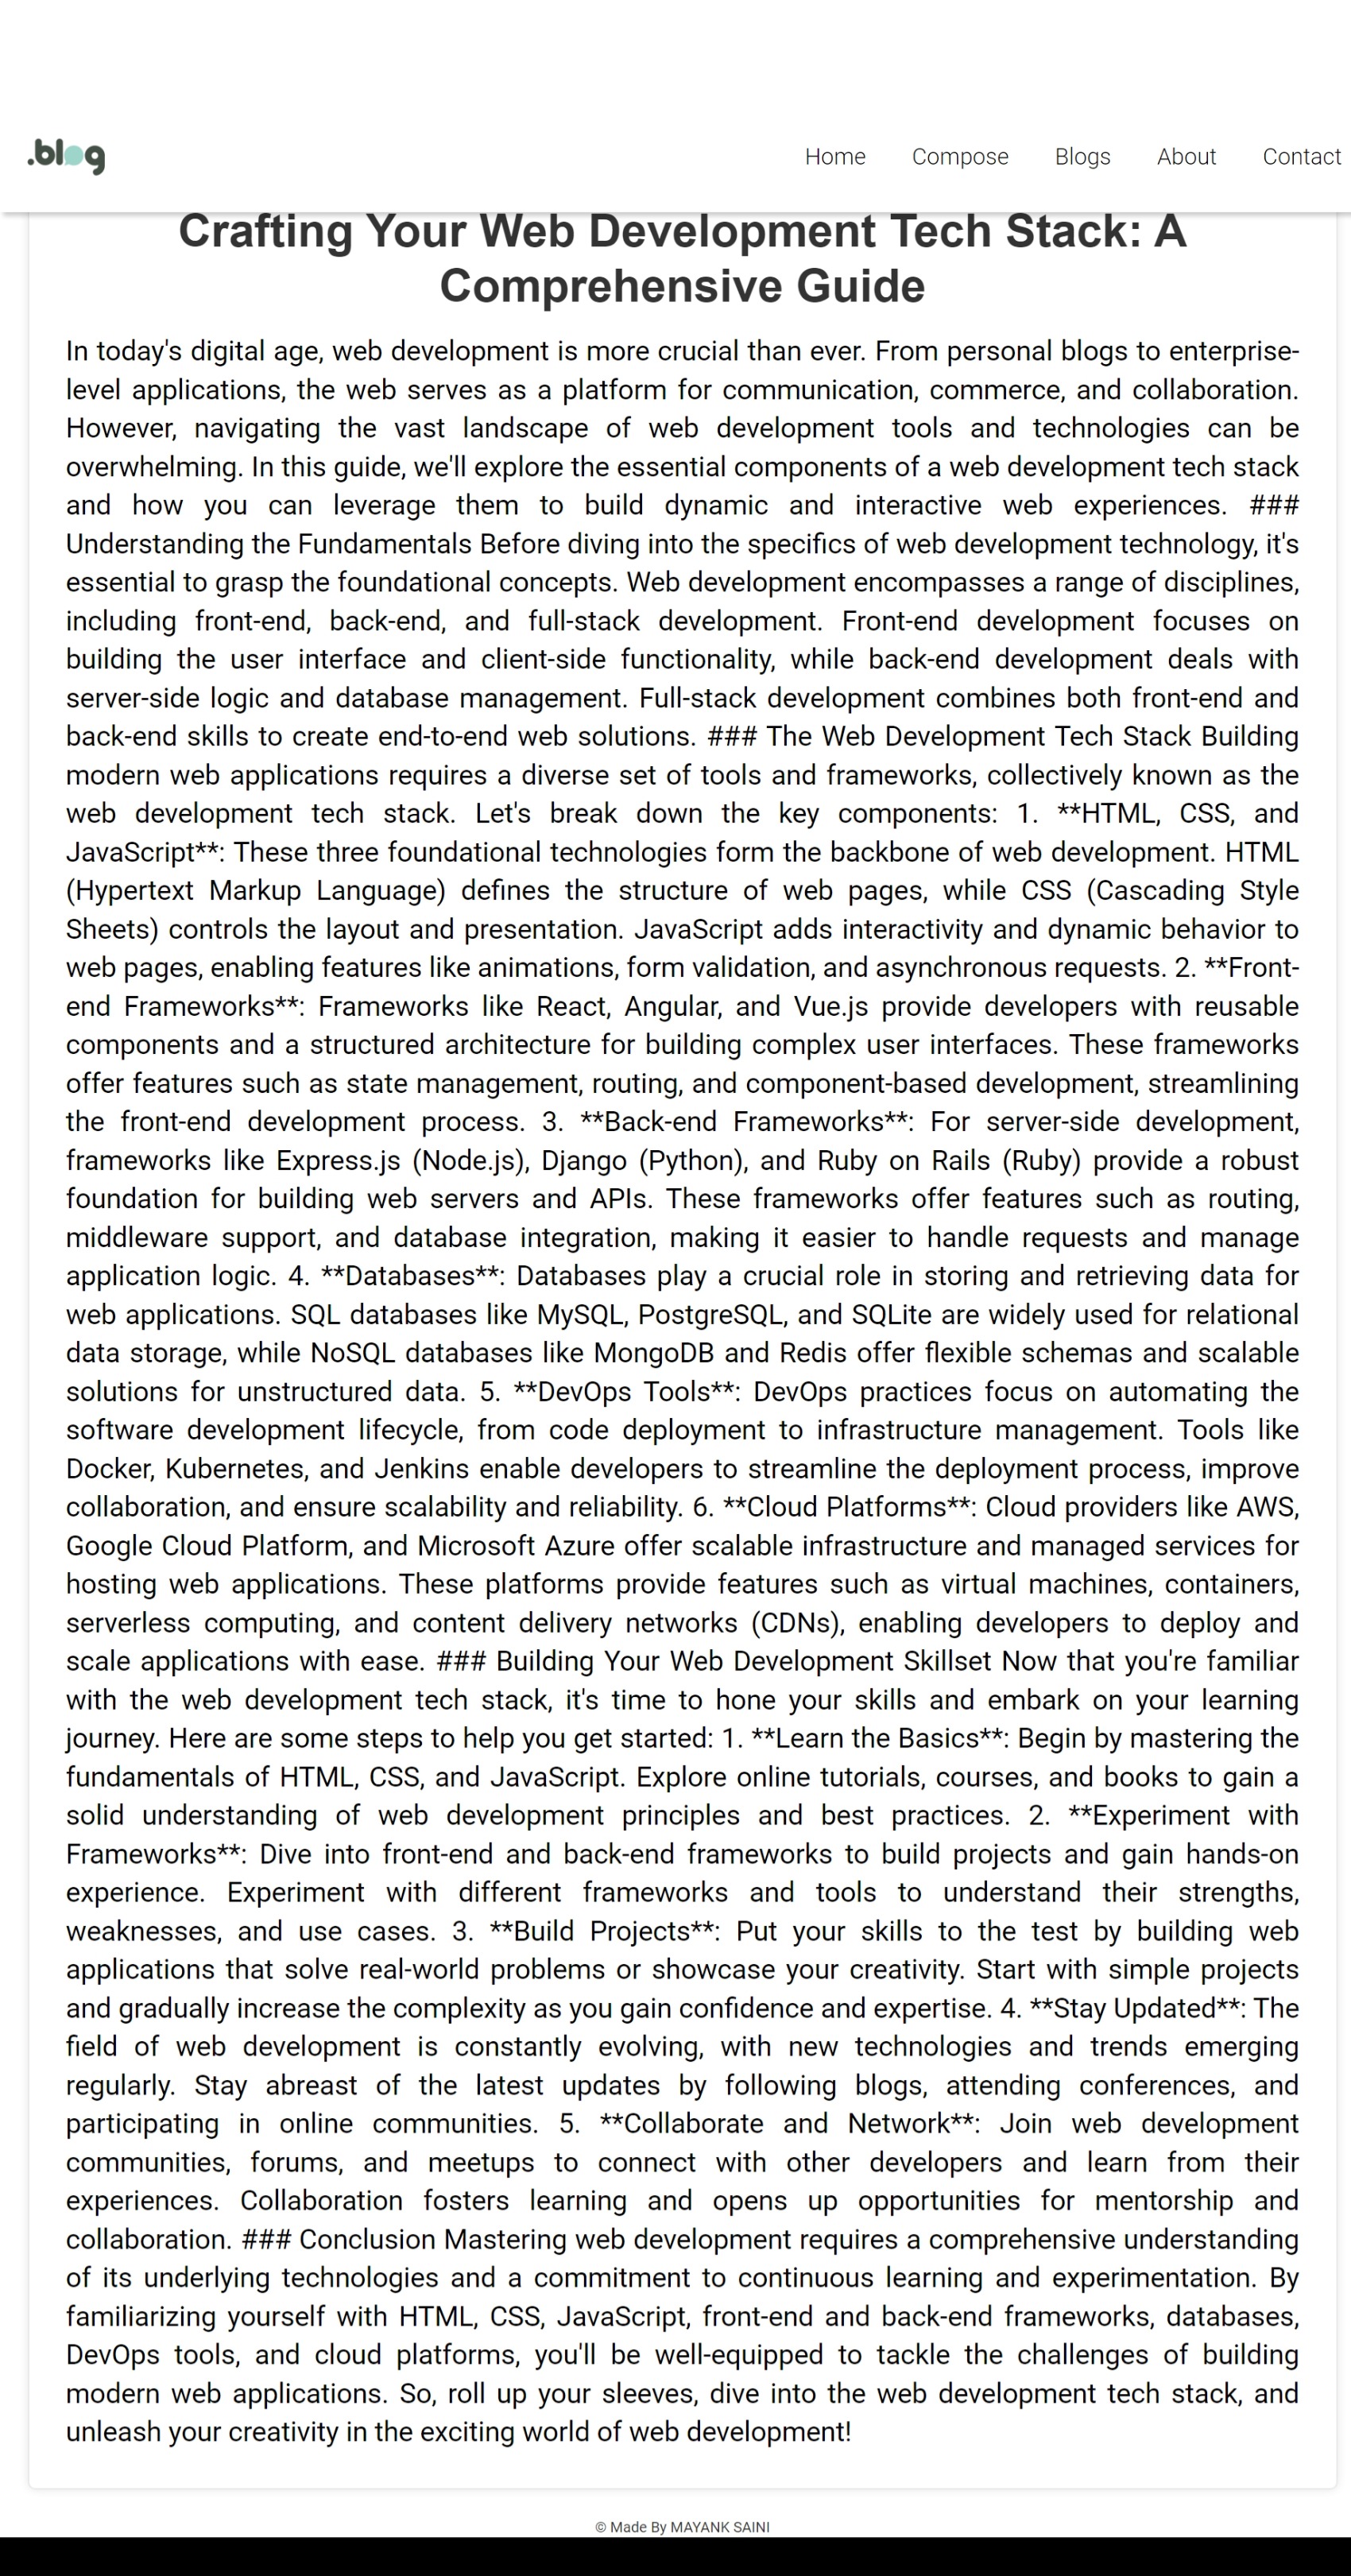 .blog
Home Compose Blogs About Contact
Crafting Your Web Development Tech Stack: A
Comprehensive Guide
In today's digital age, web development is more crucial than ever. From personal blogs to enterprise-
level applications, the web serves as a platform for communication, commerce, and collaboration.
However, navigating the vast landscape of web development tools and technologies can be
overwhelming. In this guide, we'll explore the essential components of a web development tech stack
and how you can leverage them to build dynamic and interactive web experiences. ###
Understanding the Fundamentals Before diving into the specifics of web development technology, it's
essential to grasp the foundational concepts. Web development encompasses a range of disciplines,
including front-end, back-end, and full-stack development. Front-end development focuses on
building the user interface and client-side functionality, while back-end development deals with
server-side logic and database management. Full-stack development combines both front-end and
back-end skills to create end-to-end web solutions. ### The Web Development Tech Stack Building
modern web applications requires a diverse set of tools and frameworks, collectively known as the
web development tech stack. Let's break down the key components: 1. **HTML, CSS, and
JavaScript**: These three foundational technologies form the backbone of web development. HTML
(Hypertext Markup Language) defines the structure of web pages, while CSS (Cascading Style
Sheets) controls the layout and presentation. JavaScript adds interactivity and dynamic behavior to
web pages, enabling features like animations, form validation, and asynchronous requests. 2. **Front-
end Frameworks**: Frameworks like React, Angular, and Vue.js provide developers with reusable
components and a structured architecture for building complex user interfaces. These frameworks
offer features such as state management, routing, and component-based development, streamlining
the front-end development process. 3. **Back-end Frameworks**: For server-side development,
frameworks like Express.js (Node.js), Django (Python), and Ruby on Rails (Ruby) provide a robust
foundation for building web servers and APIs. These frameworks offer features such as routing,
middleware support, and database integration, making it easier to handle requests and manage
application logic. 4. **Databases**: Databases play a crucial role in storing and retrieving data for
web applications. SQL databases like MySQL, PostgreSQL, and SQLite are widely used for relational
data storage, while NoSQL databases like MongoDB and Redis offer flexible schemas and scalable
solutions for unstructured data. 5. **DevOps Tools**: DevOps practices focus on automating the
software development lifecycle, from code deployment to infrastructure management. Tools like
Docker, Kubernetes, and Jenkins enable developers to streamline the deployment process, improve
collaboration, and ensure scalability and reliability. 6. **Cloud Platforms**: Cloud providers like AWS,
Google Cloud Platform, and Microsoft Azure offer scalable infrastructure and managed services for
hosting web applications. These platforms provide features such as virtual machines, containers,
serverless computing, and content delivery networks (CDNs), enabling developers to deploy and
scale applications with ease. ### Building Your Web Development Skillset Now that you're familiar
with the web development tech stack, it's time to hone your skills and embark on your learning
journey. Here are some steps to help you get started: 1. **Learn the Basics**: Begin by mastering the
fundamentals of HTML, CSS, and JavaScript. Explore online tutorials, courses, and books to gain a
solid understanding of web development principles and best practices. 2. **Experiment with
Frameworks**: Dive into front-end and back-end frameworks to build projects and gain hands-on
experience. Experiment with different frameworks and tools to understand their strengths,
weaknesses, and use cases. 3. **Build Projects**: Put your skills to the test by building web
applications that solve real-world problems or showcase your creativity. Start with simple projects
and gradually increase the complexity as you gain confidence and expertise. 4. **Stay Updated**: The
field of web development is constantly evolving, with new technologies and trends emerging
regularly. Stay abreast of the latest updates by following blogs, attending conferences, and
participating in online communities. 5. **Collaborate and Network**: Join web development
communities, forums, and meetups to connect with other developers and learn from their
experiences. Collaboration fosters learning and opens up opportunities for mentorship and
collaboration. ### Conclusion Mastering web development requires a comprehensive understanding
of its underlying technologies and a commitment to continuous learning and experimentation. By
familiarizing yourself with HTML, CSS, JavaScript, front-end and back-end frameworks, databases,
DevOps tools, and cloud platforms, you'll be well-equipped to tackle the challenges of building
modern web applications. So, roll up your sleeves, dive into the web development tech stack, and
unleash your creativity in the exciting world of web development!
© Made By MAYANK SAINI